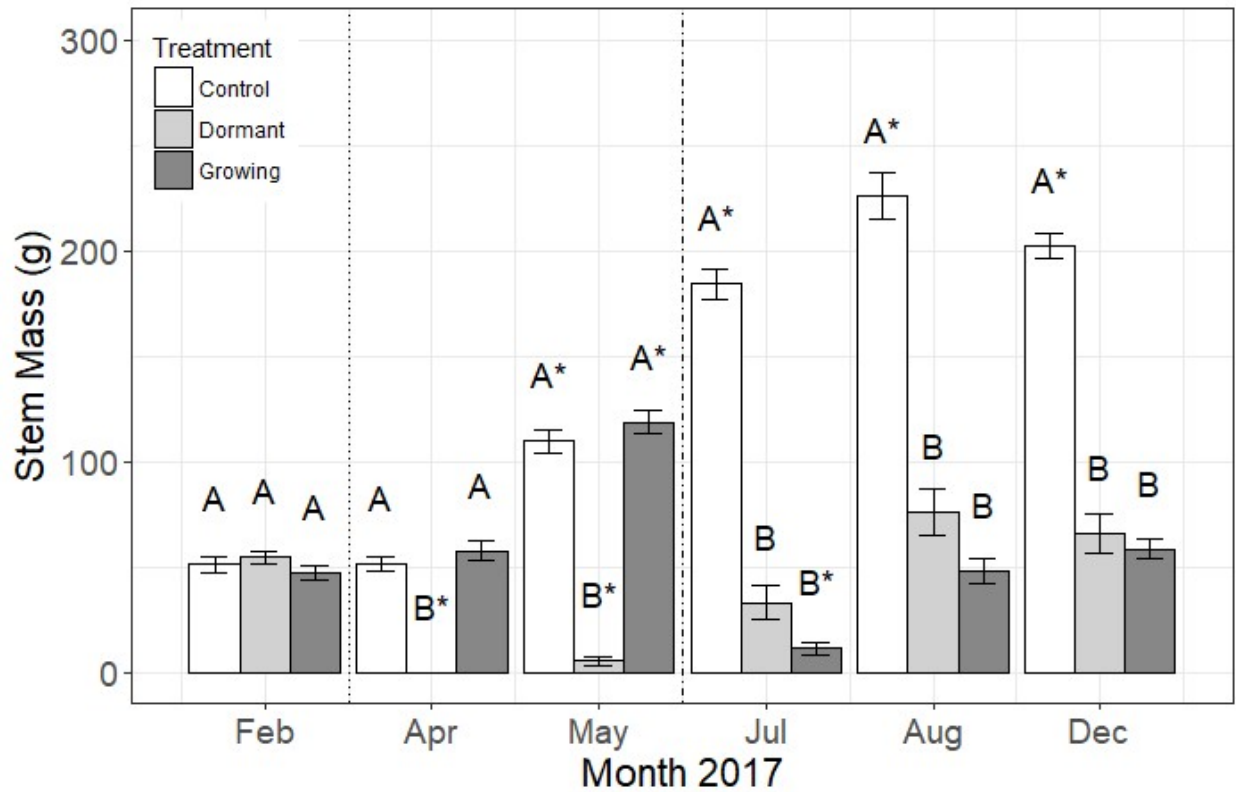 300
200
100
0
Stem Mass (g)
Treatment
Control
Dormant
Growing
A
A
A
A
B*
A
A*
B*
A*
A*
B
B*
A*
B
B
A*
B
B
Feb
Apr
May
Jul
Aug
Dec
Month 2017